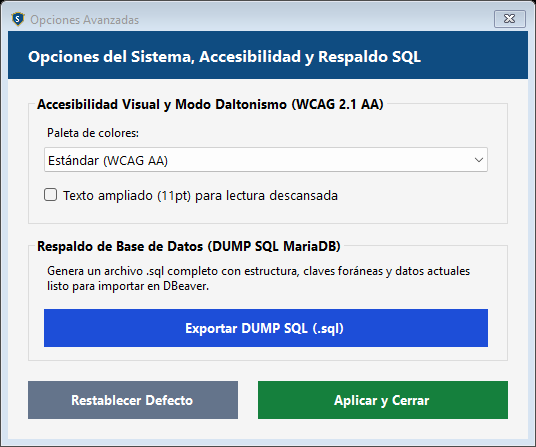 Opciones Avanzadas
Opciones del Sistema, Accesibilidad y Respaldo SQL
Accesibilidad Visual y Modo Daltonismo (WCAG 2.1 AA)
Paleta de colores:
Estándar (WCAG AA)
Texto ampliado (11pt) para lectura descansada
Respaldo de Base de Datos (DUMP SQL MariaDB)
Genera un archivo .sql completo con estructura, claves foráneas y datos actuales
listo para importar en DBeaver.
Exportar DUMP SQL (.sql)
Restablecer Defecto
Aplicar y Cerrar